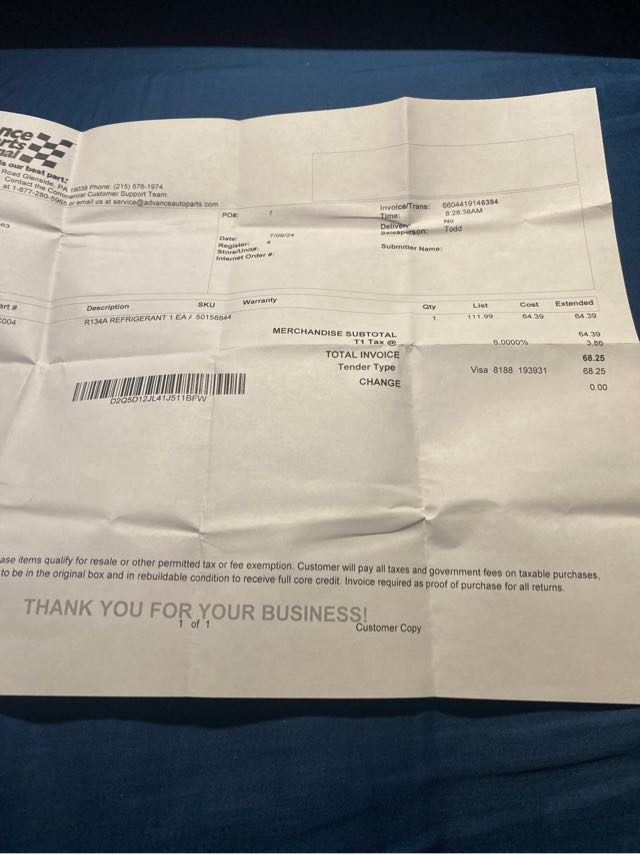 nce
rts
nal
is our best part.
Road Glenside, PA 19038 Phone: (215) 576-1974
Contact the Commercial Customer Support Team
at 1-877-280-5965 or email us at service@advanceautoparts.com
63
PO#:
Date: 7/09/24
Register: 4
Store/Unit#:
Internet Order #:
Invoice/Trans: 6604419146384
Time: 8:28:38AM
Delivery No
Salesperson: Todd
Submitter Name:
art # Description SKU Warranty Qty List Cost Extended
C004 R134A REFRIGERANT 1 EA / 50158844 1 111.99 64.39 64.39
MERCHANDISE SUBTOTAL 64.39
T1 Tax @ 6.0000% 3.86
TOTAL INVOICE 68.25
Tender Type Visa 8188 193931 68.25
CHANGE 0.00
D2Q5D12JL41J511BFW
ase items qualify for resale or other permitted tax or fee exemption. Customer will pay all taxes and government fees on taxable purchases,
to be in the original box and in rebuildable condition to receive full core credit. Invoice required as proof of purchase for all returns.
THANK YOU FOR YOUR BUSINESS!
1 of 1
Customer Copy